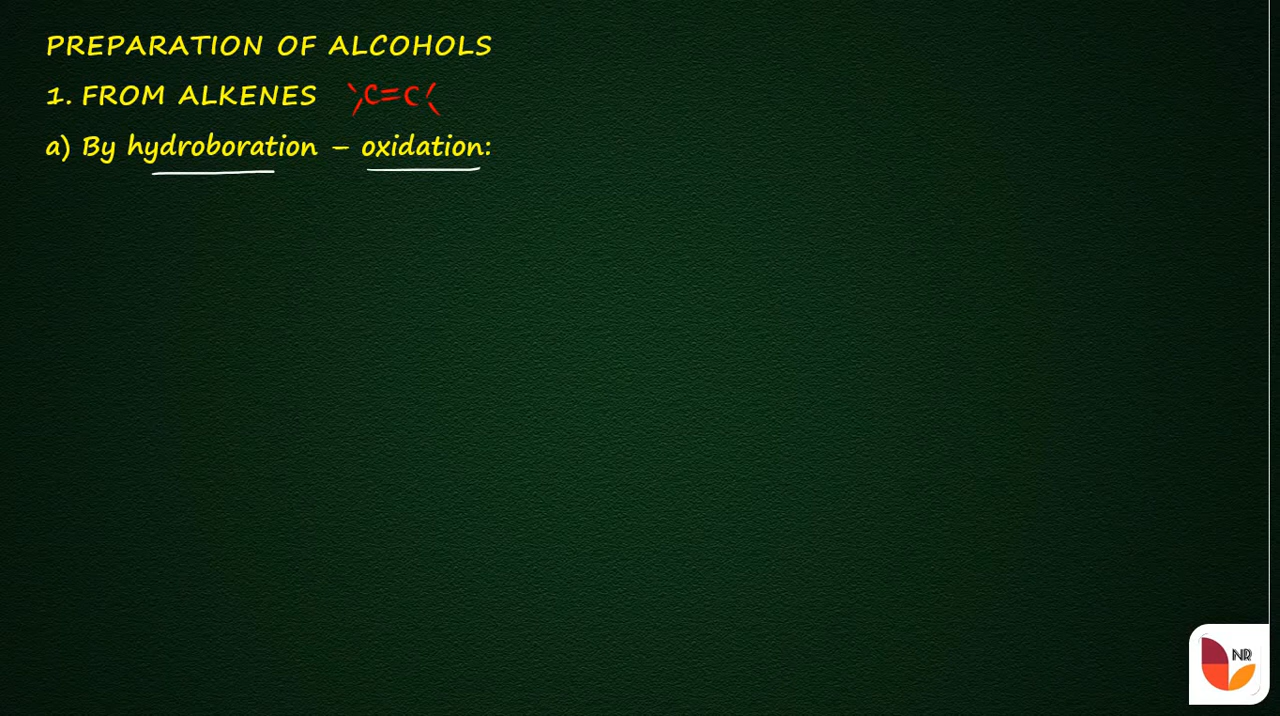 PREPARATION OF ALCOHOLS
1. FROM ALKENES >C=C<
a) By hydroboration – oxidation:
NR